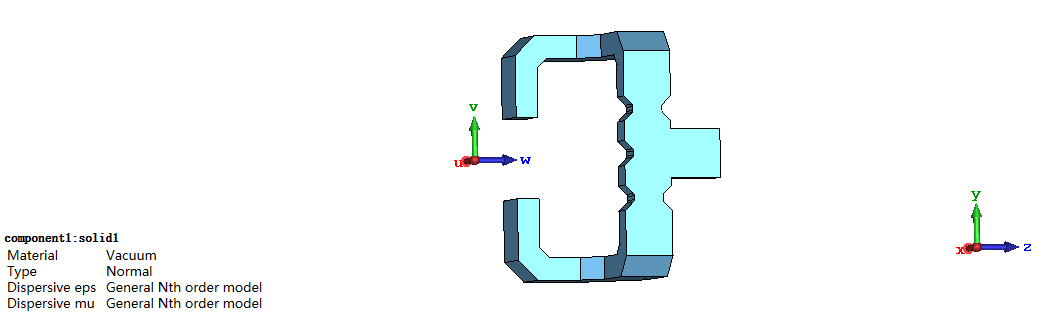 v
u
w
y
x
z
component1:solid1
Material Vacuum
Type Normal
Dispersive eps General Nth order model
Dispersive mu General Nth order model